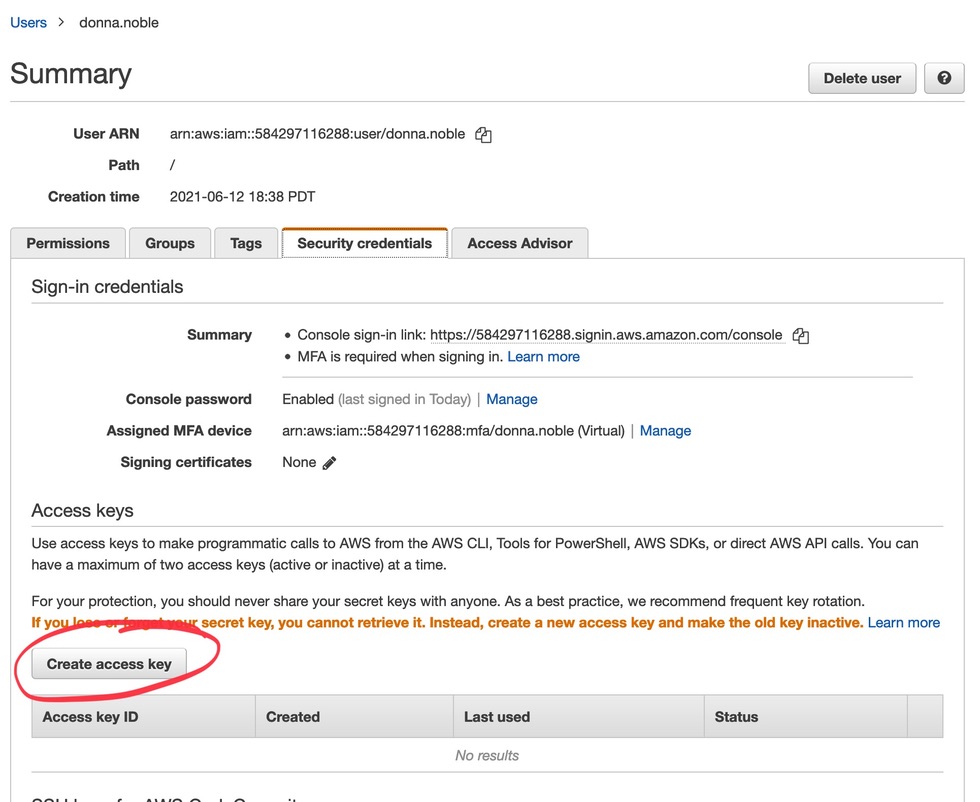 Users > donna.noble
Summary
Delete user
?
User ARN arn:aws:iam::584297116288:user/donna.noble
Path /
Creation time 2021-06-12 18:38 PDT
Permissions Groups Tags Security credentials Access Advisor
Sign-in credentials
Summary • Console sign-in link: https://584297116288.signin.aws.amazon.com/console
• MFA is required when signing in. Learn more
Console password Enabled (last signed in Today) | Manage
Assigned MFA device arn:aws:iam::584297116288:mfa/donna.noble (Virtual) | Manage
Signing certificates None
Access keys
Use access keys to make programmatic calls to AWS from the AWS CLI, Tools for PowerShell, AWS SDKs, or direct AWS API calls. You can
have a maximum of two access keys (active or inactive) at a time.
For your protection, you should never share your secret keys with anyone. As a best practice, we recommend frequent key rotation.
If you lose or forget your secret key, you cannot retrieve it. Instead, create a new access key and make the old key inactive. Learn more
Create access key
Access key ID Created Last used Status
No results